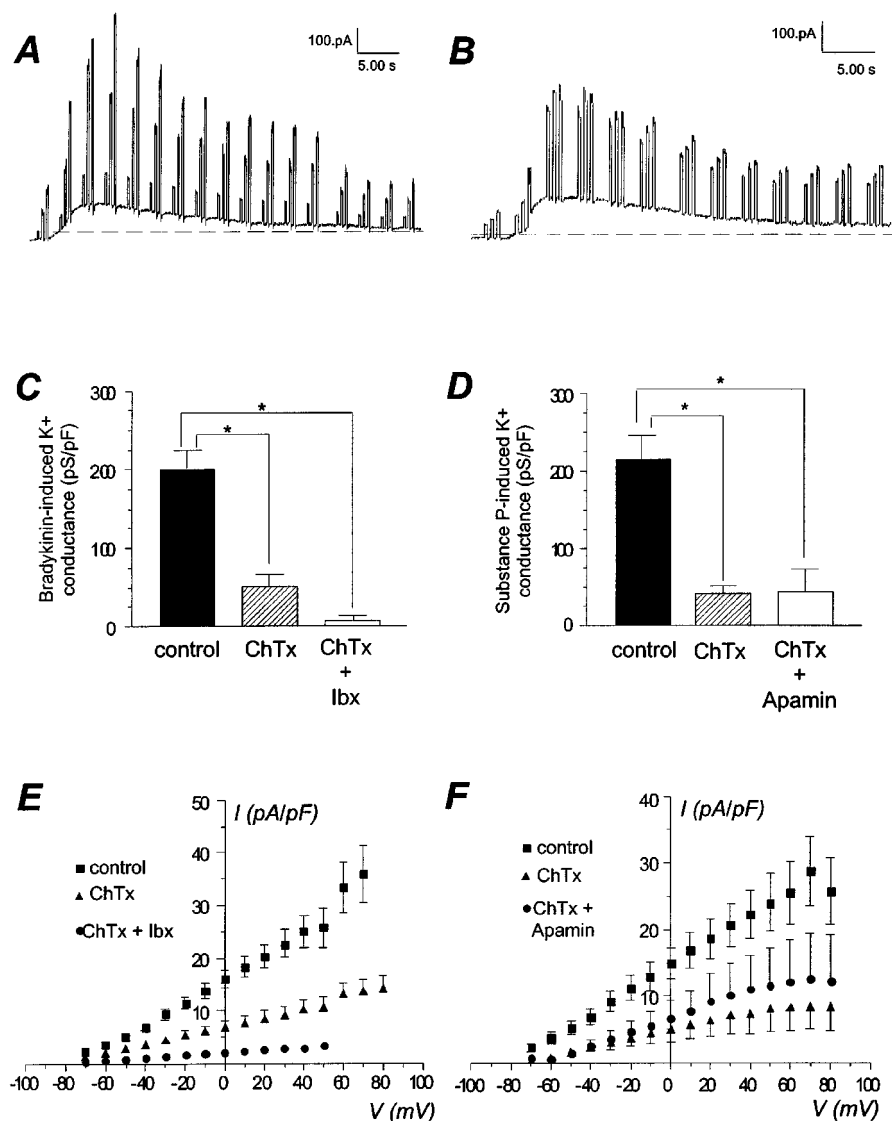 A
100.pA
5.00 s
B
100.pA
5.00 s
C
Bradykinin-induced K+
conductance (pS/pF)
300
200
100
0
*
*
control
ChTx
ChTx
+
Ibx
D
Substance P-induced K+
conductance (pS/pF)
300
200
100
0
*
*
control
ChTx
ChTx
+
Apamin
E
I (pA/pF)
50
40
30
20
10
control
ChTx
ChTx + Ibx
-100 -80 -60 -40 -20 0 20 40 60 80 100
V (mV)
F
I (pA/pF)
40
30
20
10
control
ChTx
ChTx +
Apamin
-100 -80 -60 -40 -20 0 20 40 60 80 100
V (mV)